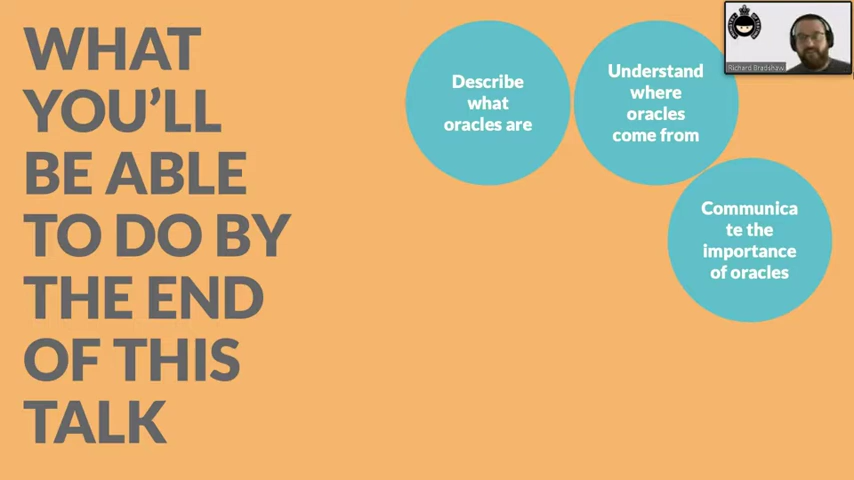 WHAT
YOU'LL
BE ABLE
TO DO BY
THE END
OF THIS
TALK
Describe
what
oracles are
Understand
where
oracles
come from
Communica
te the
importance
of oracles
Richard Bradshaw